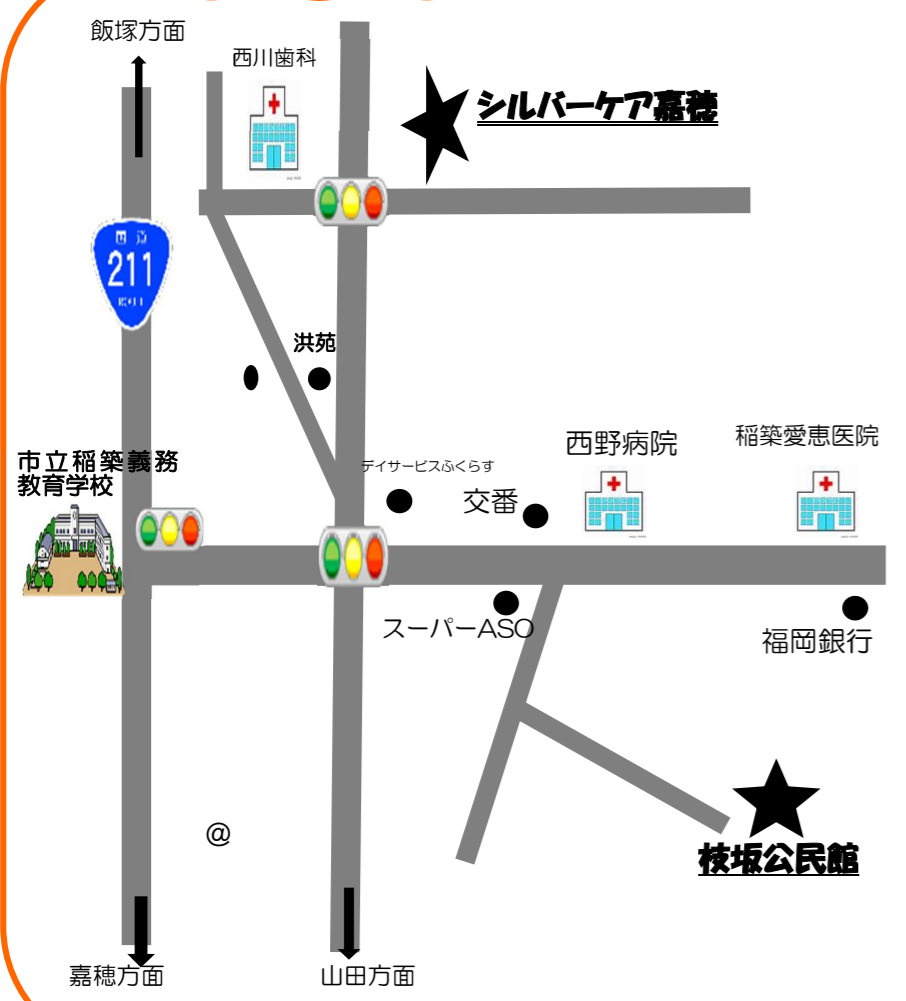 飯塚方面
西川歯科
シルバーケア嘉穂
211
洪苑
デイサービスふくらす
西野病院
稲築愛恵医院
市立稲築義務
教育学校
交番
スーパーASO
福岡銀行
@
枝坂公民館
嘉穂方面
山田方面